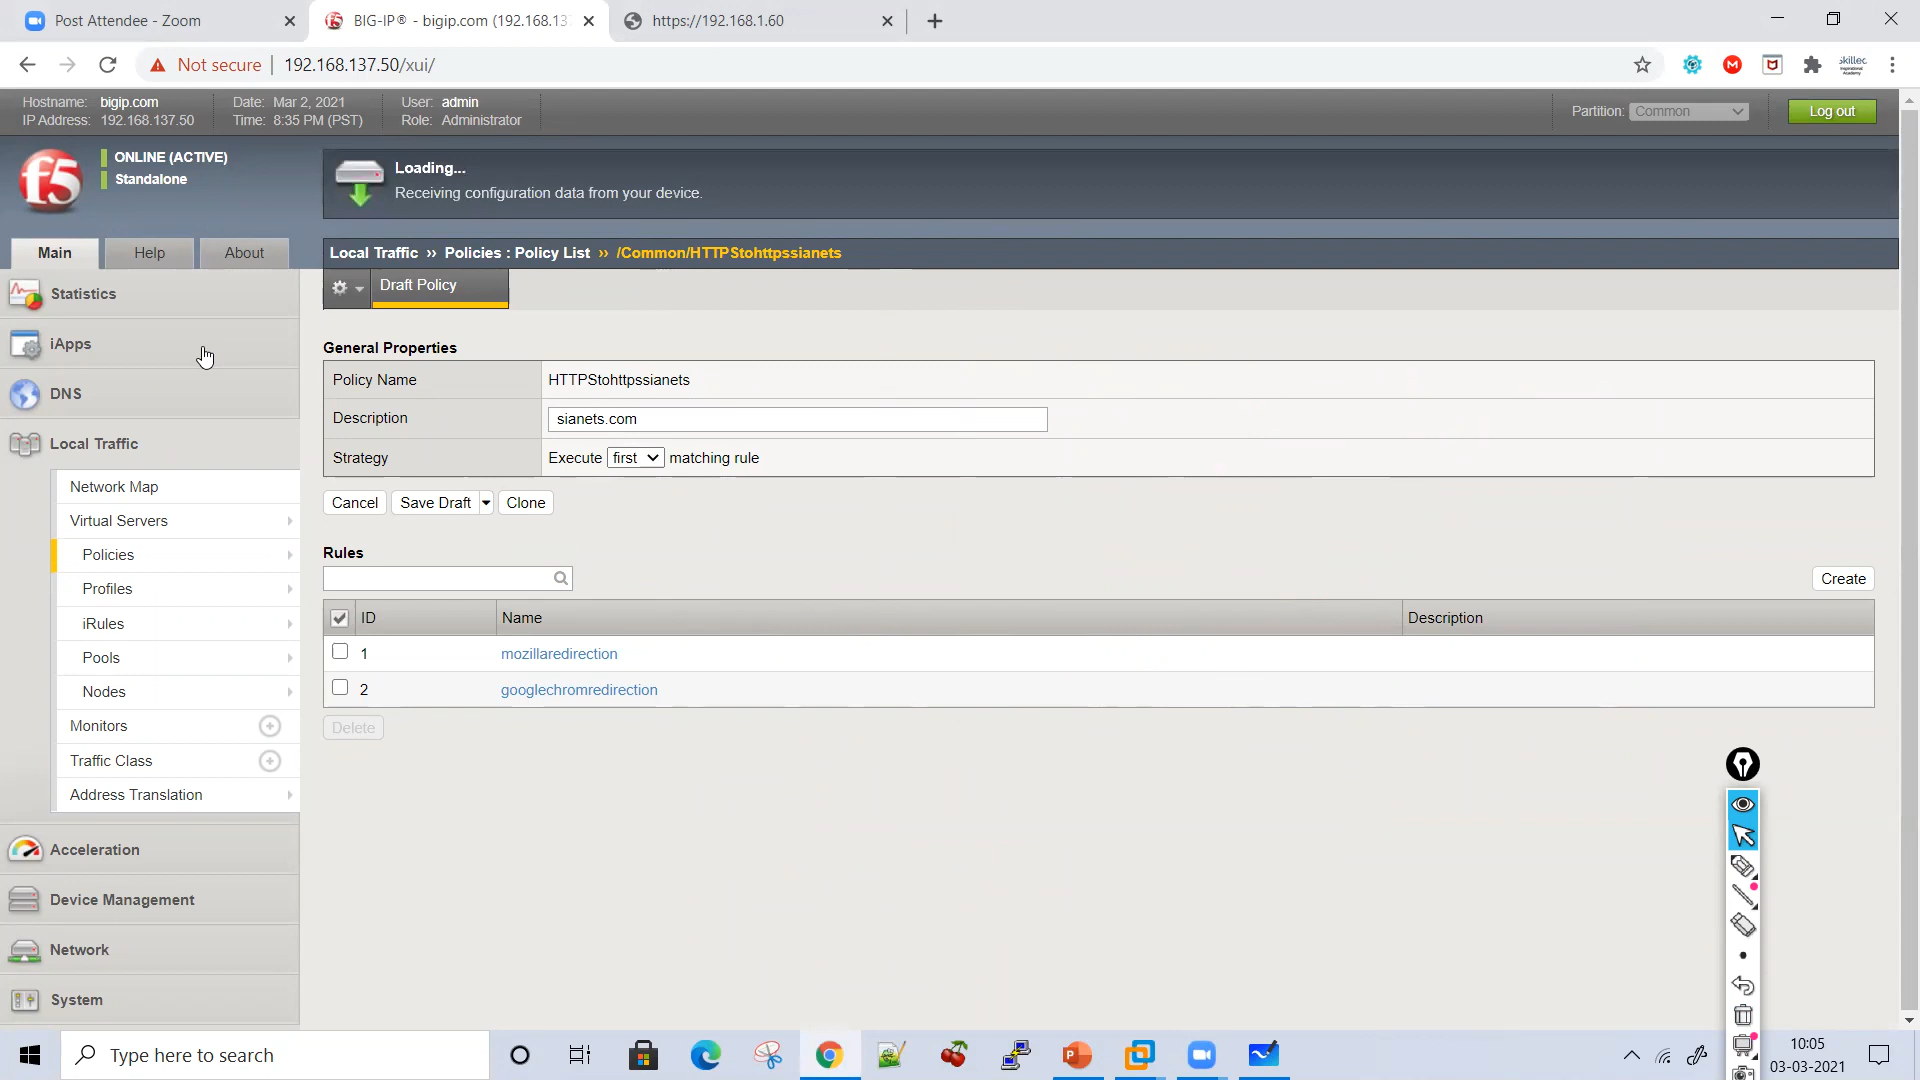 Post Attendee - Zoom
BIG-IP® - bigip.com (192.168.13
https://192.168.1.60
Not secure
192.168.137.50/xui/
M
skillec
Hostname: bigip.com
IP Address: 192.168.137.50
Date: Mar 2, 2021
Time: 8:35 PM (PST)
User: admin
Role: Administrator
Partition: Common
Log out
f5
ONLINE (ACTIVE)
Standalone
Loading...
Receiving configuration data from your device.
Main
Help
About
Local Traffic ›› Policies : Policy List ›› /Common/HTTPStohttpssianets
Draft Policy
Statistics
iApps
DNS
Local Traffic
Network Map
Virtual Servers
Policies
Profiles
iRules
Pools
Nodes
Monitors
Traffic Class
Address Translation
Acceleration
Device Management
Network
System
General Properties
Policy Name HTTPStohttpssianets
Description sianets.com
Strategy Execute first matching rule
Cancel Save Draft Clone
Rules
Create
ID Name Description
1 mozillaredirection
2 googlechromredirection
Delete
Type here to search
10:05
03-03-2021